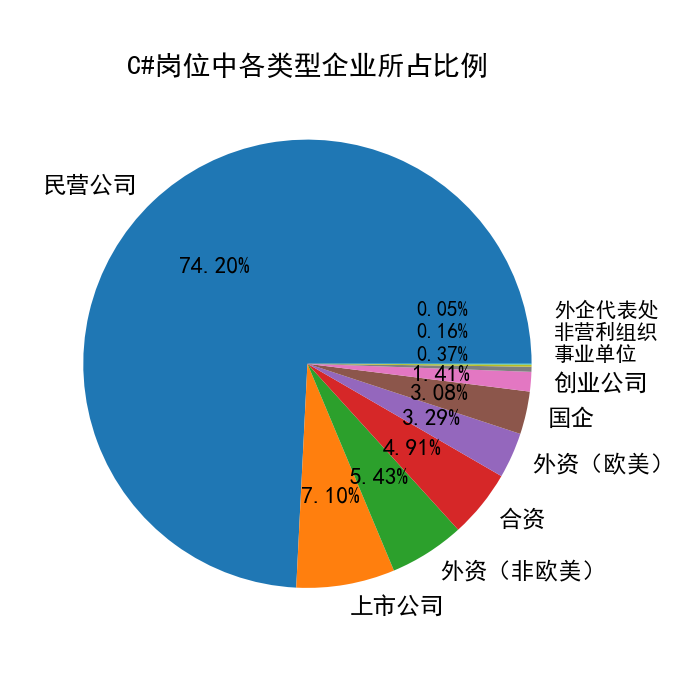 C#岗位中各类型企业所占比例
民营公司
74.20%
0.05%
外企代表处
0.16%
非营利组织
0.37%
事业单位
1.41%
创业公司
3.08%
国企
3.29%
外资（欧美）
4.91%
合资
5.43%
外资（非欧美）
7.10%
上市公司